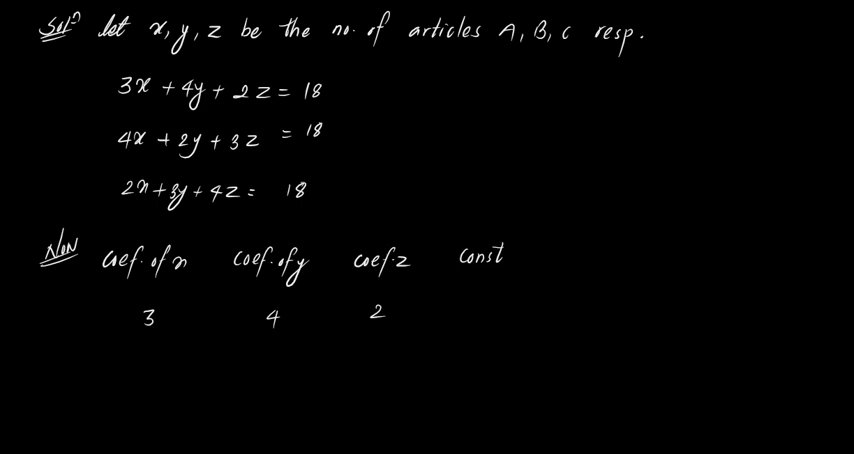 Solⁿ let x, y, z be the no. of articles A, B, C resp.
3x + 4y + 2z = 18
4x + 2y + 3z = 18
2x + 3y + 4z = 18
Now coef. of x coef. of y coef. z const
3 4 2